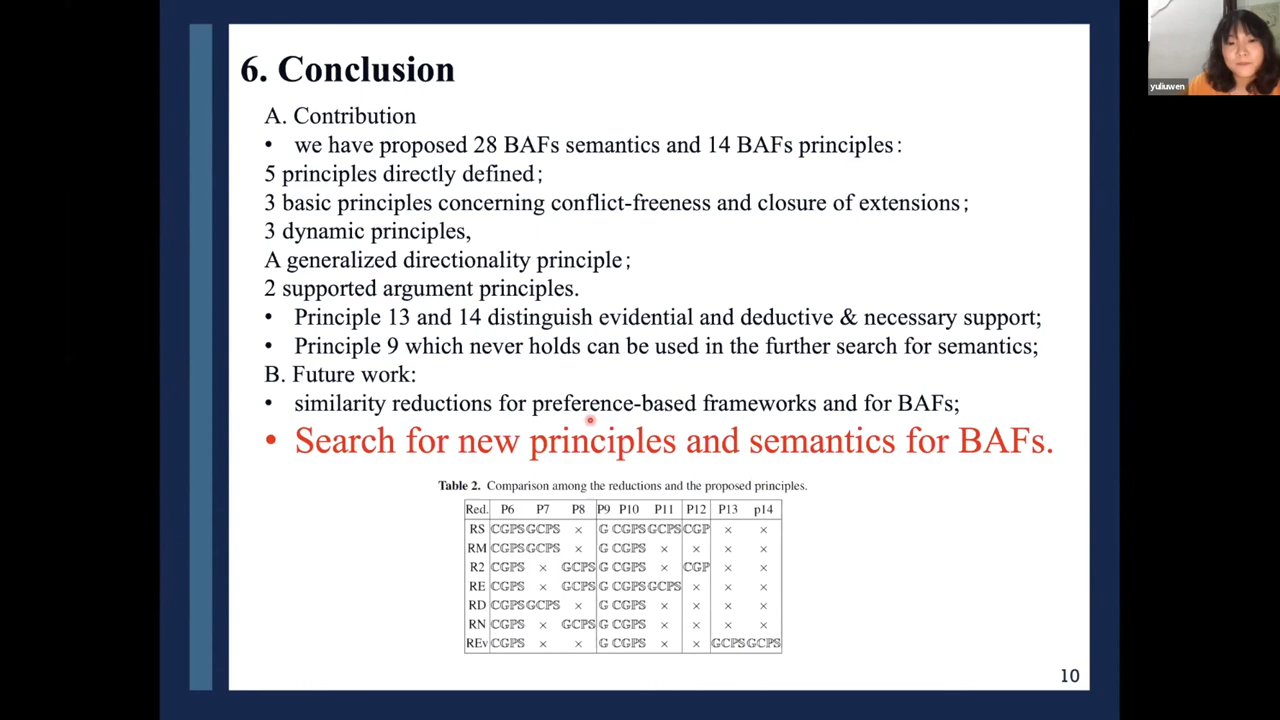 6. Conclusion
A. Contribution
• we have proposed 28 BAFs semantics and 14 BAFs principles:
5 principles directly defined;
3 basic principles concerning conflict-freeness and closure of extensions;
3 dynamic principles,
A generalized directionality principle;
2 supported argument principles.
• Principle 13 and 14 distinguish evidential and deductive & necessary support;
• Principle 9 which never holds can be used in the further search for semantics;
B. Future work:
• similarity reductions for preference-based frameworks and for BAFs;
• Search for new principles and semantics for BAFs.
Table 2. Comparison among the reductions and the proposed principles.
Red. P6 P7 P8 P9 P10 P11 P12 P13 p14
RS ℂ𝔾ℙ𝕊 𝔾ℂℙ𝕊 × 𝔾 ℂ𝔾ℙ𝕊 𝔾ℂℙ𝕊 ℂ𝔾ℙ × ×
RM ℂ𝔾ℙ𝕊 𝔾ℂℙ𝕊 × 𝔾 ℂ𝔾ℙ𝕊 × × × ×
R2 ℂ𝔾ℙ𝕊 × 𝔾ℂℙ𝕊 𝔾 ℂ𝔾ℙ𝕊 × ℂ𝔾ℙ × ×
RE ℂ𝔾ℙ𝕊 × 𝔾ℂℙ𝕊 𝔾 ℂ𝔾ℙ𝕊 𝔾ℂℙ𝕊 × × ×
RD ℂ𝔾ℙ𝕊 𝔾ℂℙ𝕊 × 𝔾 ℂ𝔾ℙ𝕊 × × × ×
RN ℂ𝔾ℙ𝕊 × 𝔾ℂℙ𝕊 𝔾 ℂ𝔾ℙ𝕊 × × × ×
REv ℂ𝔾ℙ𝕊 × × 𝔾 ℂ𝔾ℙ𝕊 × × 𝔾ℂℙ𝕊 𝔾ℂℙ𝕊
10
yuliuwen